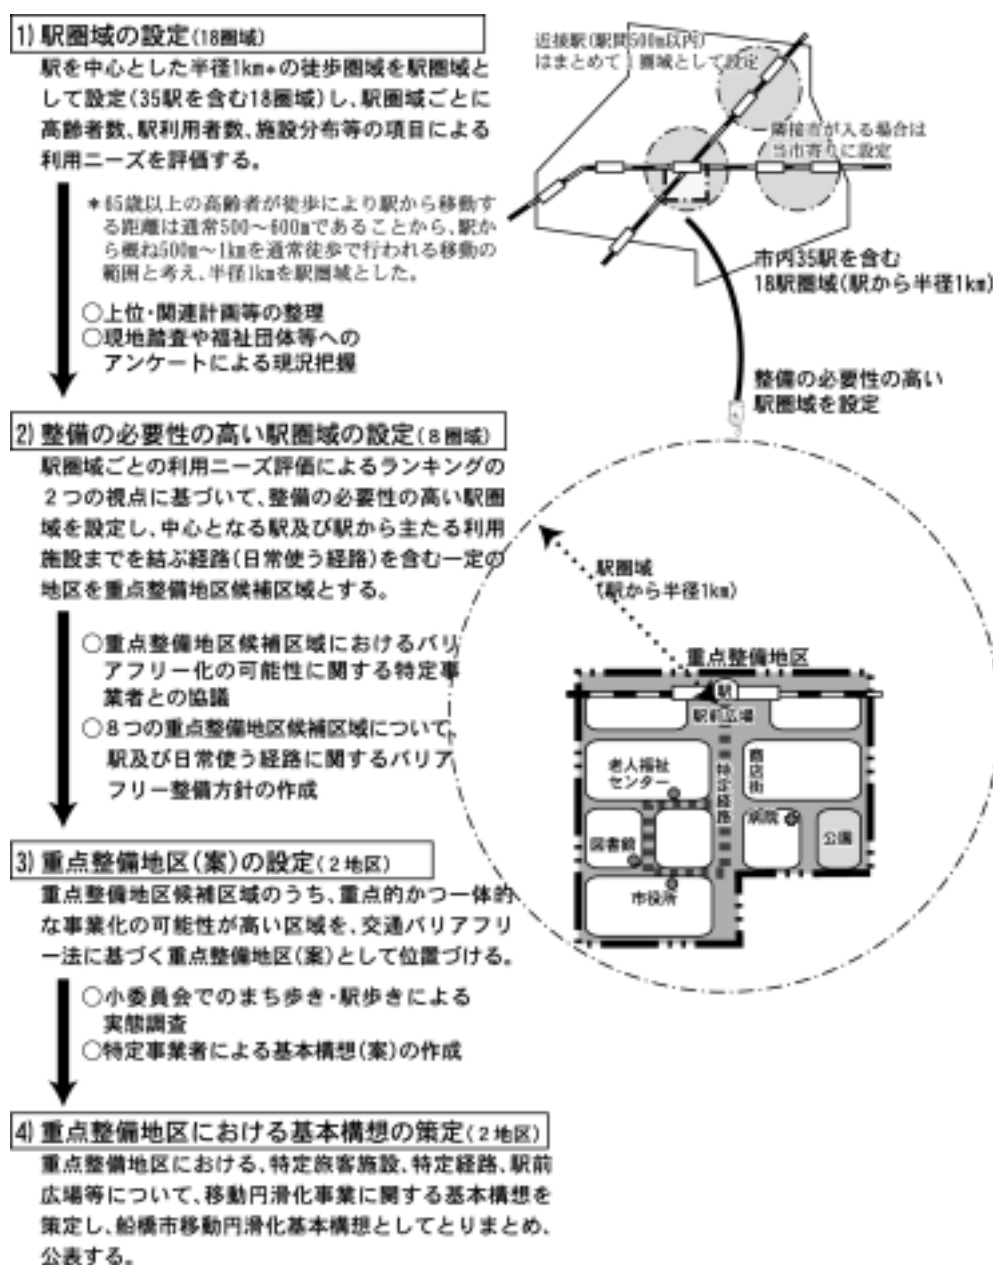 1) 駅圏域の設定(18圏域)
駅を中心とした半径1km*の徒歩圏域を駅圏域と
して設定(35駅を含む18圏域)し、駅圏域ごとに
高齢者数、駅利用者数、施設分布等の項目による
利用ニーズを評価する。
*65歳以上の高齢者が徒歩により駅から移動す
る距離は通常500～600mであることから、駅か
ら概ね500m～1kmを通常徒歩で行われる移動の
範囲と考え、半径1kmを駅圏域とした。
○上位・関連計画等の整理
○現地踏査や福祉団体等への
アンケートによる現況把握
2) 整備の必要性の高い駅圏域の設定(8圏域)
駅圏域ごとの利用ニーズ評価によるランキングの
2つの視点に基づいて、整備の必要性の高い駅圏
域を設定し、中心となる駅及び駅から主たる利用
施設までを結ぶ経路(日常使う経路)を含む一定の
地区を重点整備地区候補区域とする。
○重点整備地区候補区域におけるバリ
アフリー化の可能性に関する特定事
業者との協議
○8つの重点整備地区候補区域について、
駅及び日常使う経路に関するバリア
フリー整備方針の作成
3) 重点整備地区(案)の設定(2地区)
重点整備地区候補区域のうち、重点的かつ一体的
な事業化の可能性が高い区域を、交通バリアフリ
ー法に基づく重点整備地区(案)として位置づける。
○小委員会でのまち歩き・駅歩きによる
実態調査
○特定事業者による基本構想(案)の作成
4) 重点整備地区における基本構想の策定(2地区)
重点整備地区における、特定旅客施設、特定経路、駅前
広場等について、移動円滑化事業に関する基本構想を
策定し、船橋市移動円滑化基本構想としてとりまとめ、
公表する。
近接駅(駅間500m以内)
はまとめて1圏域として設定
隣接市が入る場合は
当市寄りに設定
市内35駅を含む
18駅圏域(駅から半径1km)
整備の必要性の高い
駅圏域を設定
駅圏域
(駅から半径1km)
重点整備地区
駅
駅前広場
老人福祉
センター
特定経路
商店街
図書館
病院
公園
市役所